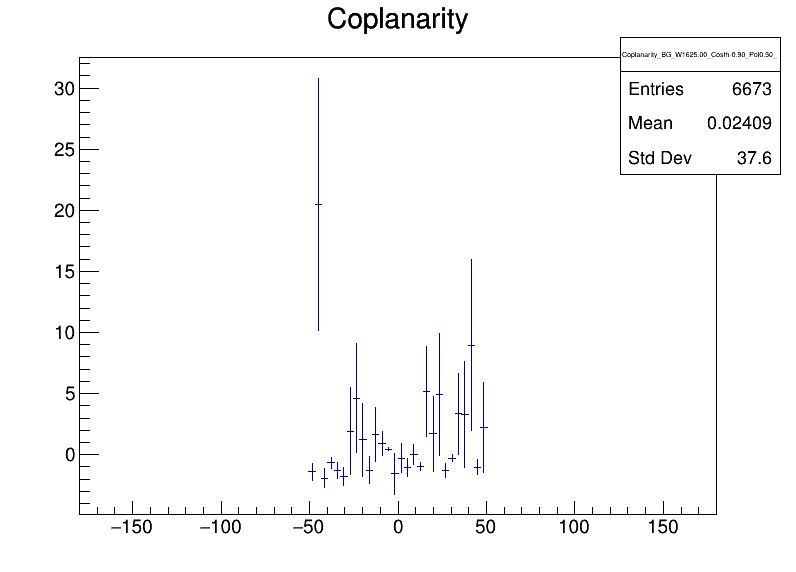 Coplanarity
Coplanarity_BG_W1625.00_Costh-0.90_Pol0.50_
Entries 6673
Mean 0.02409
Std Dev 37.6
30
25
20
15
10
5
0
−150 −100 −50 0 50 100 150